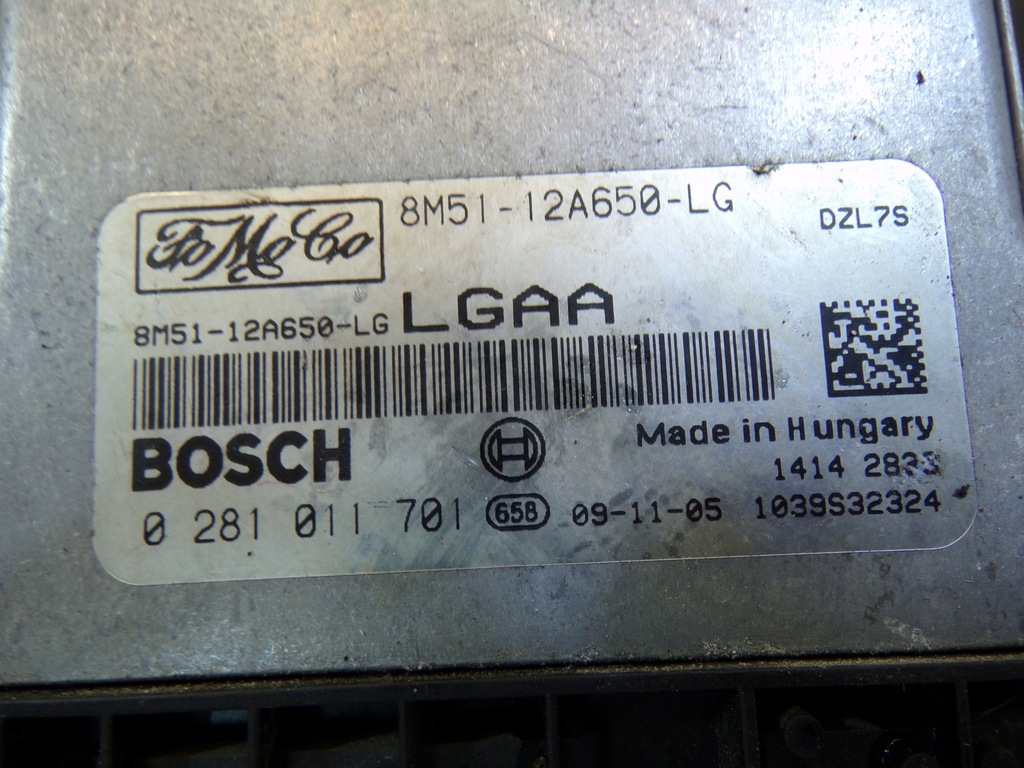 FoMoCo 8M51-12A650-LG DZL7S
8M51-12A650-LG LGAA
BOSCH Made in Hungary
1414
0 281 011 701 658 09-11-05 1039S32324